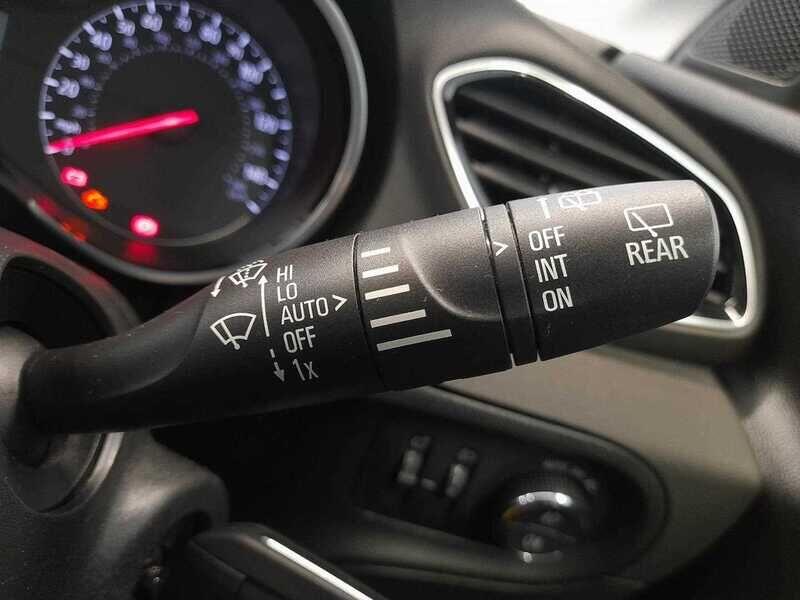 HI
LO
AUTO
OFF
1x
OFF
INT
ON
REAR